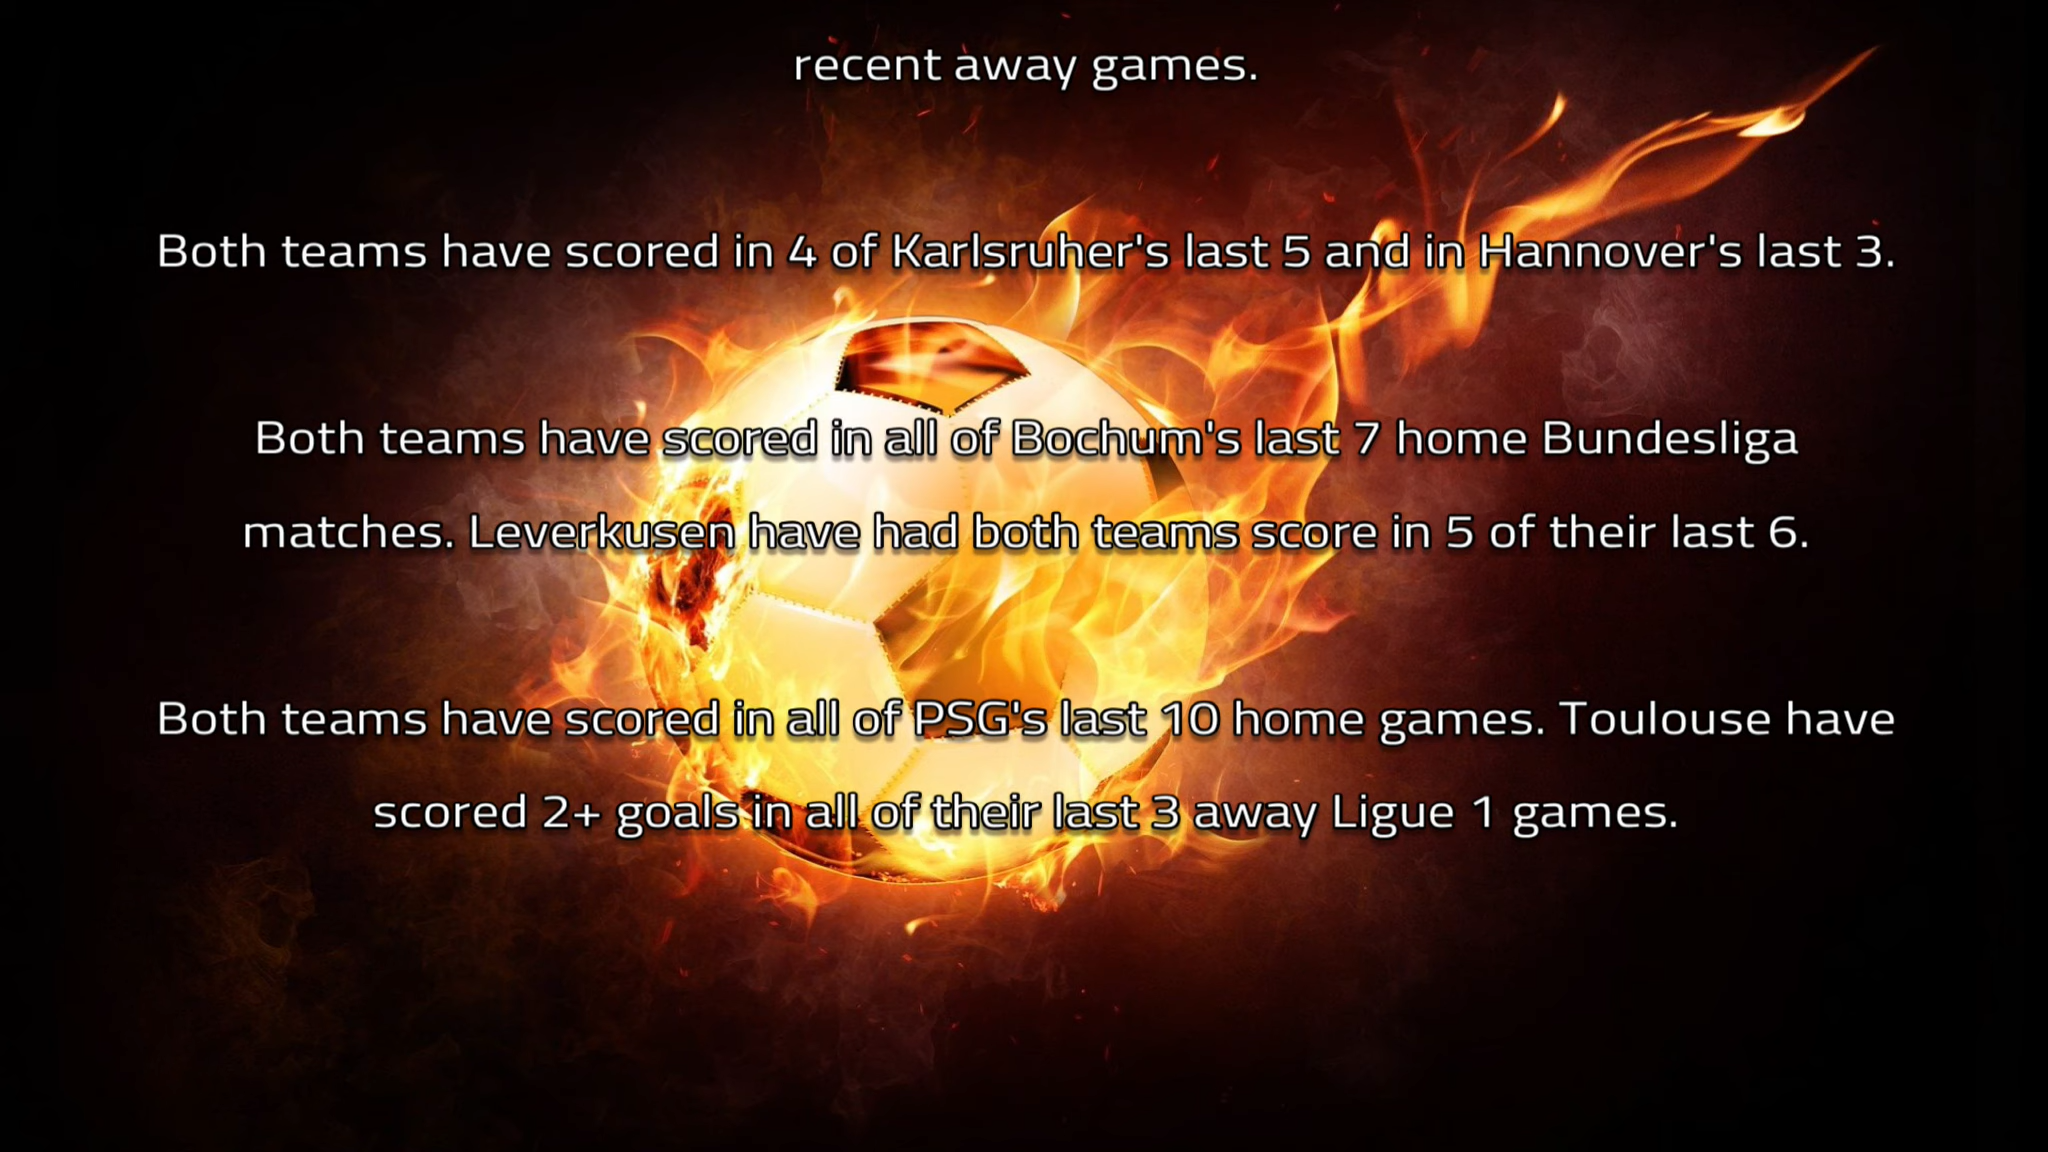 recent away games.
Both teams have scored in 4 of Karlsruher's last 5 and in Hannover's last 3.
Both teams have scored in all of Bochum's last 7 home Bundesliga
matches. Leverkusen have had both teams score in 5 of their last 6.
Both teams have scored in all of PSG's last 10 home games. Toulouse have
scored 2+ goals in all of their last 3 away Ligue 1 games.